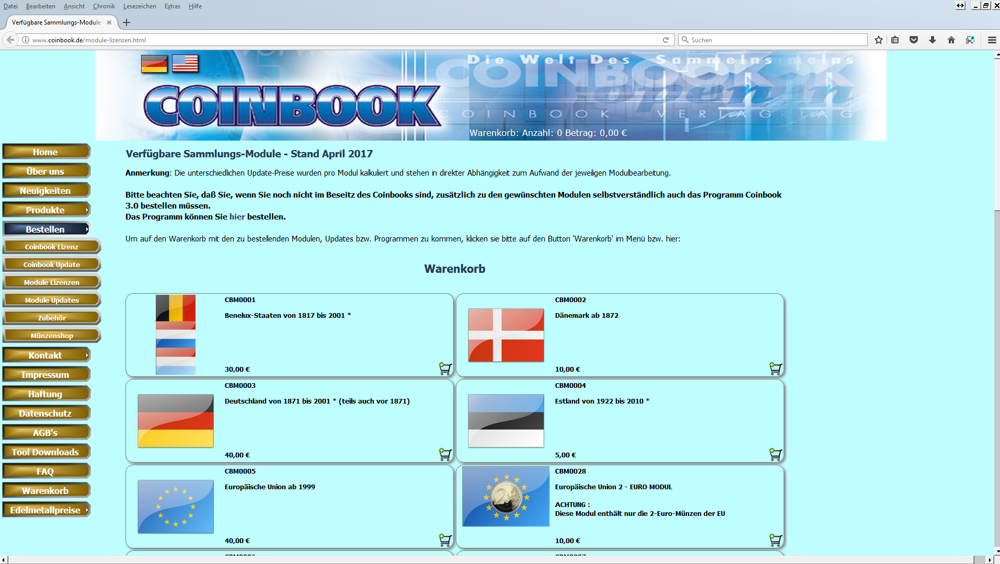 Datei Bearbeiten Ansicht Chronik Lesezeichen Extras Hilfe
Verfügbare Sammlungs-Module
www.coinbook.de/module-lizenzen.html
Suchen
Die Welt Des Sammelns
COINBOOK
COINBOOK
open
COINBOOK VERLAG
Warenkorb: Anzahl: 0 Betrag: 0,00 €
Home
Über uns
Neuigkeiten
Produkte
Bestellen
Coinbook Lizenz
Coinbook Update
Module Lizenzen
Module Updates
Zubehör
Münzenshop
Kontakt
Impressum
Haftung
Datenschutz
AGB's
Tool Downloads
FAQ
Warenkorb
Edelmetallpreise
Verfügbare Sammlungs-Module - Stand April 2017
Anmerkung: Die unterschiedlichen Update-Preise wurden pro Modul kalkuliert und stehen in direkter Abhängigkeit zum Aufwand der jeweiligen Modulbearbeitung.
Bitte beachten Sie, daß Sie, wenn Sie noch nicht im Beseitz des Coinbooks sind, zusätzlich zu den gewünschten Modulen selbstverständlich auch das Programm Coinbook
3.0 bestellen müssen.
Das Programm können Sie hier bestellen.
Um auf den Warenkorb mit den zu bestellenden Modulen, Updates bzw. Programmen zu kommen, klicken sie bitte auf den Button 'Warenkorb' im Menü bzw. hier:
Warenkorb
CBM0001
Benelux-Staaten von 1817 bis 2001 *
30,00 €
CBM0002
Dänemark ab 1872
10,00 €
CBM0003
Deutschland von 1871 bis 2001 * (teils auch vor 1871)
40,00 €
CBM0004
Estland von 1922 bis 2010 *
5,00 €
CBM0005
Europäische Union ab 1999
40,00 €
CBM0028
Europäische Union 2 - EURO MODUL
ACHTUNG :
Diese Modul enthält nur die 2-Euro-Münzen der EU
10,00 €